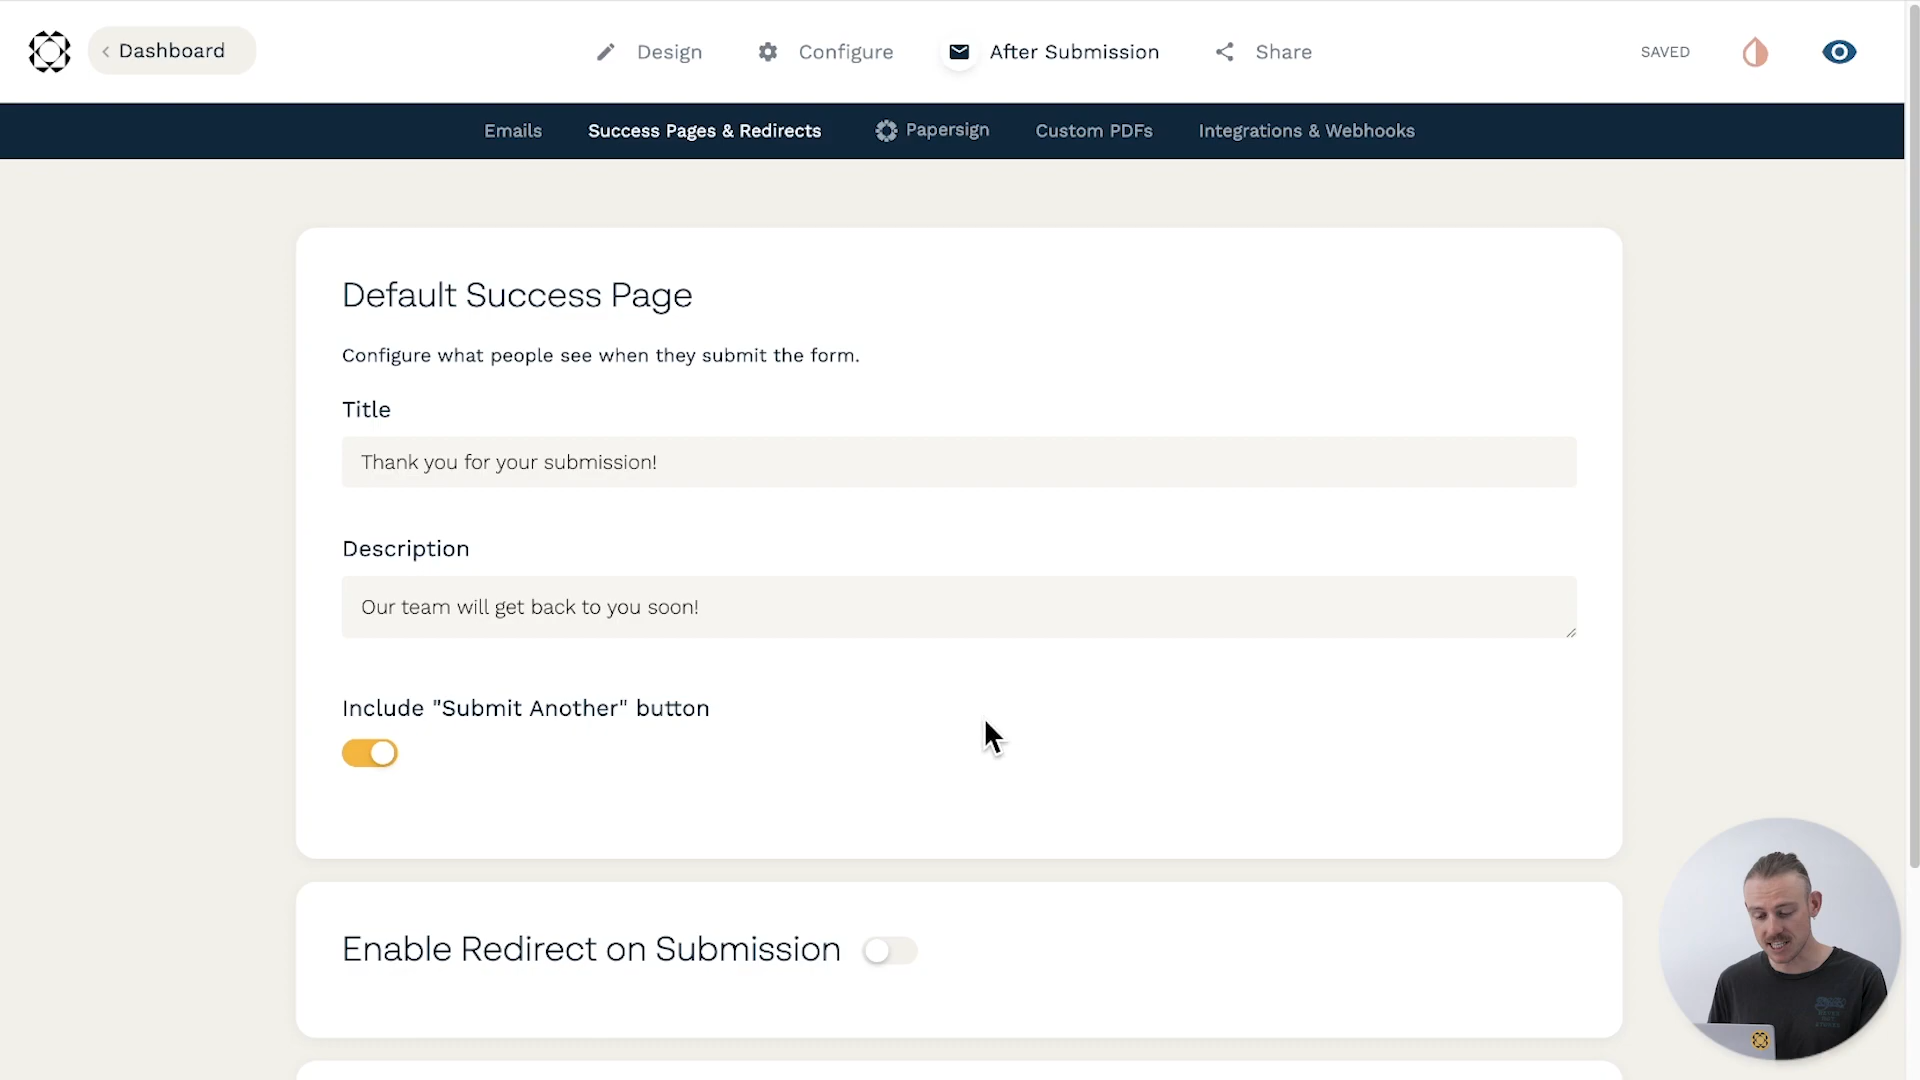 Dashboard
Design
Configure
After Submission
Share
SAVED
Emails
Success Pages & Redirects
Papersign
Custom PDFs
Integrations & Webhooks
Default Success Page
Configure what people see when they submit the form.
Title
Thank you for your submission!
Description
Our team will get back to you soon!
Include "Submit Another" button
Enable Redirect on Submission